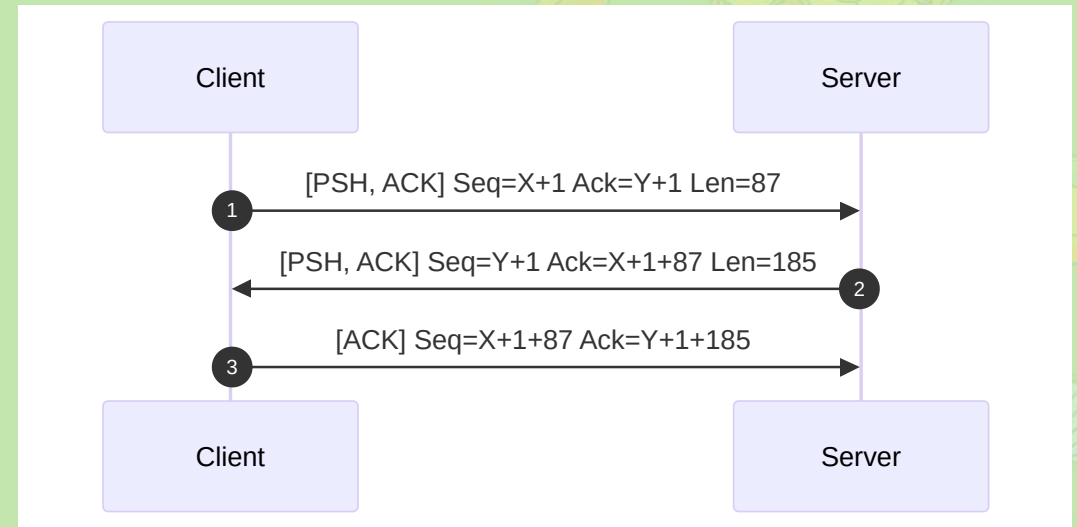 Client
Server
[PSH, ACK] Seq=X+1 Ack=Y+1 Len=87
1
[PSH, ACK] Seq=Y+1 Ack=X+1+87 Len=185
2
[ACK] Seq=X+1+87 Ack=Y+1+185
3
Client
Server